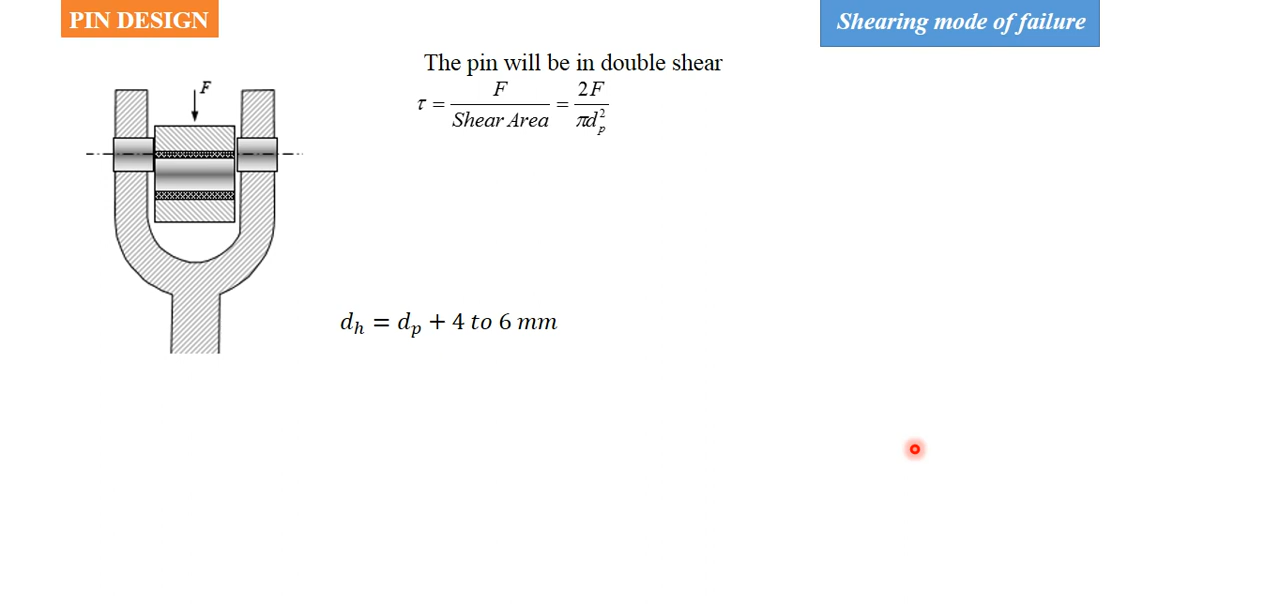 PIN DESIGN
Shearing mode of failure
The pin will be in double shear
τ = F / Shear Area = 2F / πd_p^2
F
d_h = d_p + 4 to 6 mm